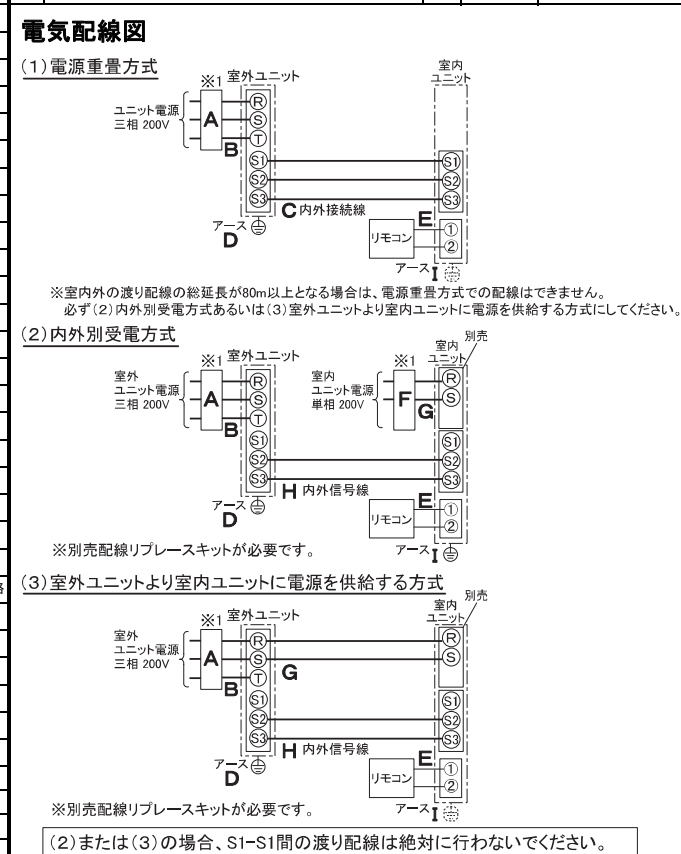 電気配線図
(1)電源重畳方式
※1
室外ユニット
室内
ユニット
ユニット電源
三相 200V
A
B
R
S
T
S1
S2
S3
S1
S2
S3
C 内外接続線
アース
D
リモコン
E
①
②
アース I
※室内外の渡り配線の総延長が80m以上となる場合は、電源重畳方式での配線はできません。
必ず(2)内外別受電方式あるいは(3)室外ユニットより室内ユニットに電源を供給する方式にしてください。
(2)内外別受電方式
※1
室外ユニット
※1
室内
ユニット
別売
室外
ユニット電源
三相 200V
A
B
R
S
T
S1
S2
S3
室内
ユニット電源
単相 200V
F
G
R
S
S1
S2
S3
H 内外信号線
アース
D
リモコン
E
①
②
アース I
※別売配線リプレースキットが必要です。
(3)室外ユニットより室内ユニットに電源を供給する方式
※1
室外ユニット
室内
ユニット
別売
室外
ユニット電源
三相 200V
A
B
R
S
T
S1
S2
S3
G
R
S
S1
S2
S3
H 内外信号線
アース
D
リモコン
E
①
②
アース I
※別売配線リプレースキットが必要です。
(2)または(3)の場合、S1-S1間の渡り配線は絶対に行わないでください。